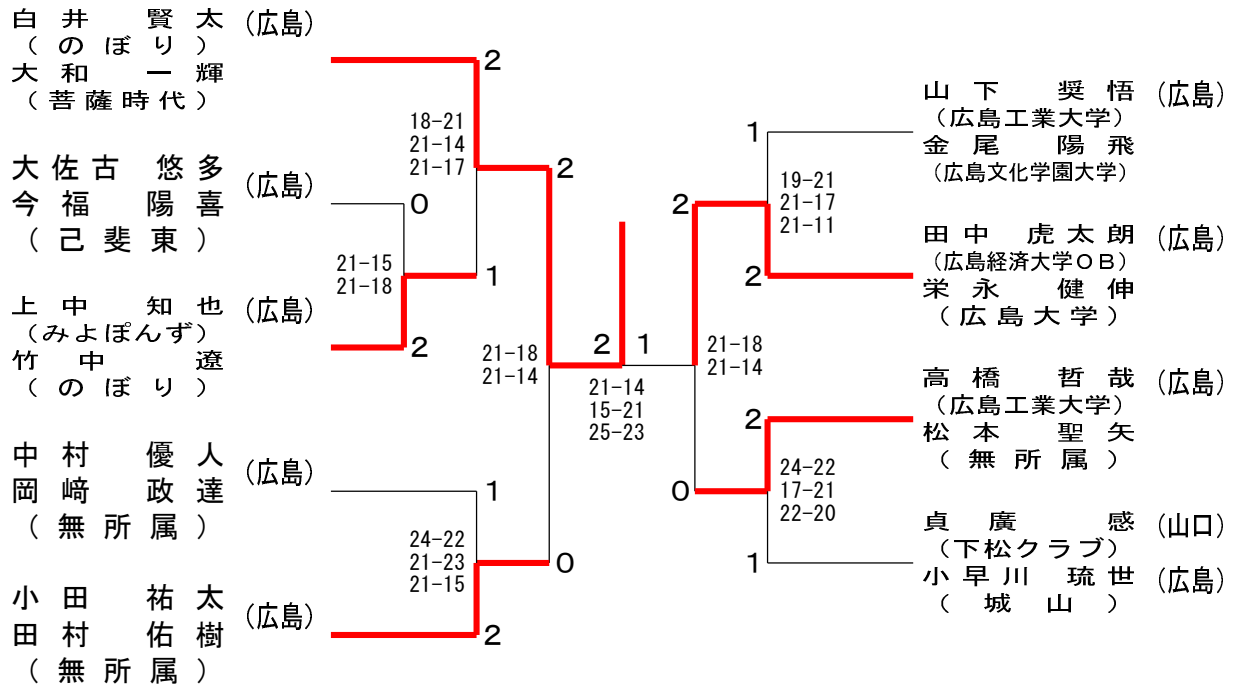 白井 賢太 (広島)
(のぼり)
大和 一輝
(菩薩時代)
2
18-21
21-14
21-17
2
大佐古 悠多
今福 陽喜
(己斐東)
(広島)
0
21-15
21-18
1
上中 知也
(みよぽんず)
竹中 遼
(のぼり)
(広島)
2
21-18
21-14
中村 優人
岡﨑 政達
(無所属)
(広島)
1
24-22
21-23
21-15
0
小田 祐太
田村 佑樹
(無所属)
(広島)
2
2 1
21-14
15-21
25-23
山下 奨悟 (広島)
(広島工業大学)
金尾 陽飛
(広島文化学園大学)
1
19-21
21-17
21-11
2
田中 虎太朗 (広島)
(広島経済大学OB)
栄永 健伸
(広島大学)
2
21-18
21-14
高橋 哲哉 (広島)
(広島工業大学)
松本 聖矢
(無所属)
2
24-22
17-21
22-20
0
貞廣 感 (山口)
(下松クラブ)
小早川 琉世 (広島)
(城山)
1